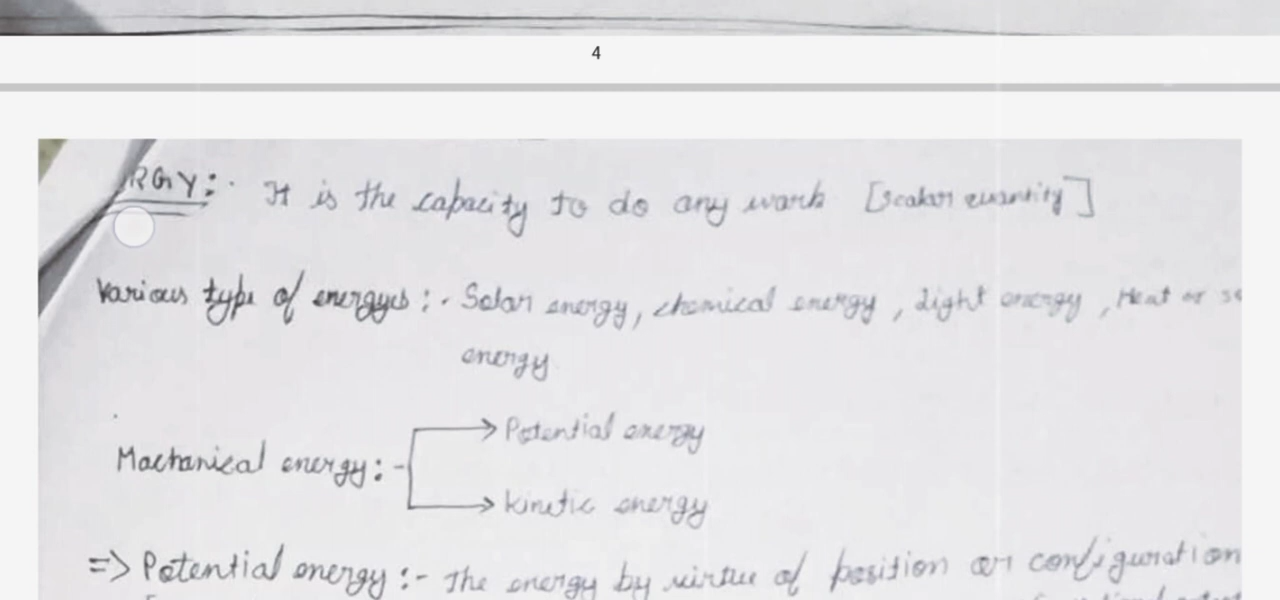 4
RGY:- It is the capacity to do any work [Scalar quantity]
Various type of energys :- Solar energy, chemical energy, Light energy, Heat or
energy
Machanical energy :-
Potential energy
kinetic energy
=> Potential energy :- The energy by virtue of position or configuration